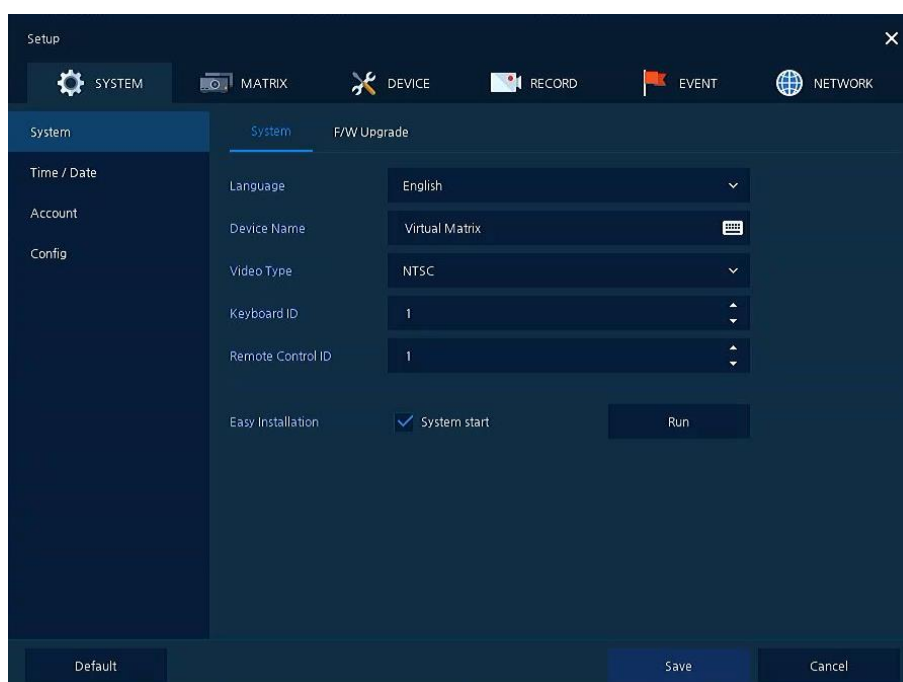 Setup
SYSTEM MATRIX DEVICE RECORD EVENT NETWORK
System
Time / Date
Account
Config
System F/W Upgrade
Language English
Device Name Virtual Matrix
Video Type NTSC
Keyboard ID 1
Remote Control ID 1
Easy Installation System start Run
Default Save Cancel